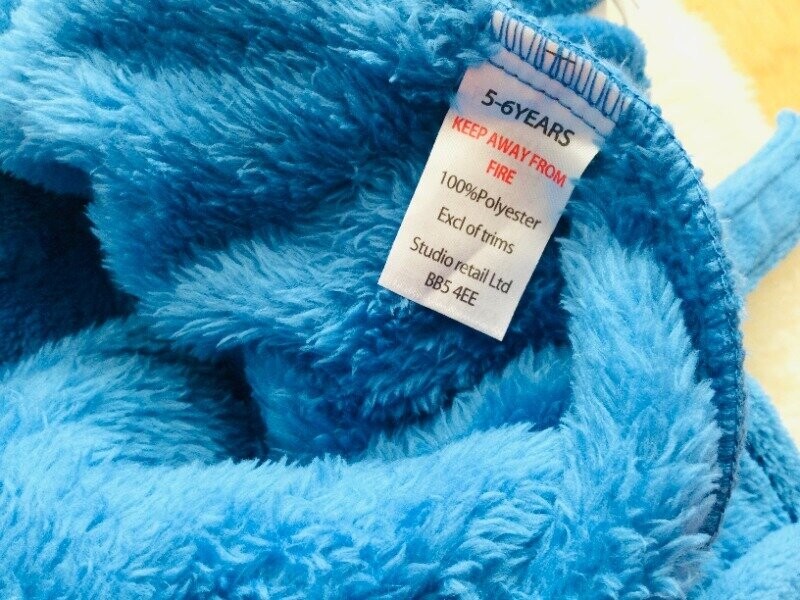 5-6YEARS
KEEP AWAY FROM
FIRE
100%Polyester
Excl of trims
Studio retail Ltd
BB5 4EE